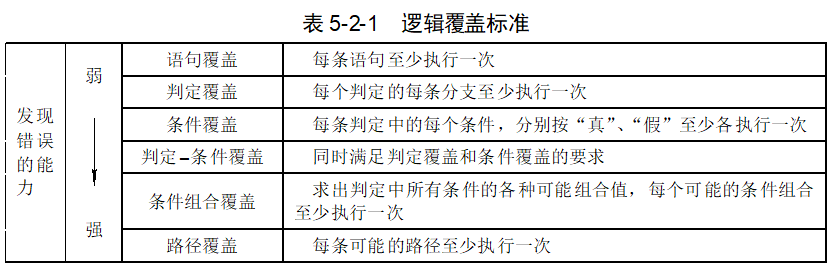 表 5-2-1 逻辑覆盖标准
发现
错误
的能
力
弱
强
语句覆盖
每条语句至少执行一次
判定覆盖
每个判定的每条分支至少执行一次
条件覆盖
每条判定中的每个条件，分别按“真”、“假”至少各执行一次
判定–条件覆盖
同时满足判定覆盖和条件覆盖的要求
条件组合覆盖
求出判定中所有条件的各种可能组合值，每个可能的条件组合
至少执行一次
路径覆盖
每条可能的路径至少执行一次